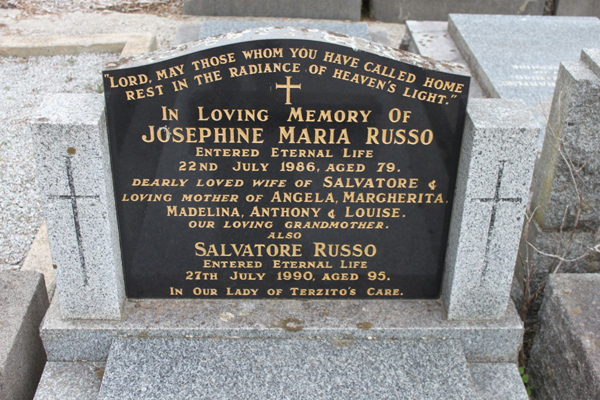 "Lord, may those whom You have called home
rest in the radiance of heaven's light."
In Loving Memory Of
Josephine Maria Russo
Entered Eternal Life
22nd July 1986, aged 79.
dearly loved wife of Salvatore &
loving mother of Angela, Margherita,
Madelina, Anthony & Louise.
our loving grandmother.
also
Salvatore Russo
Entered Eternal Life
27th July 1990, aged 95.
In Our Lady of Terzito's Care.